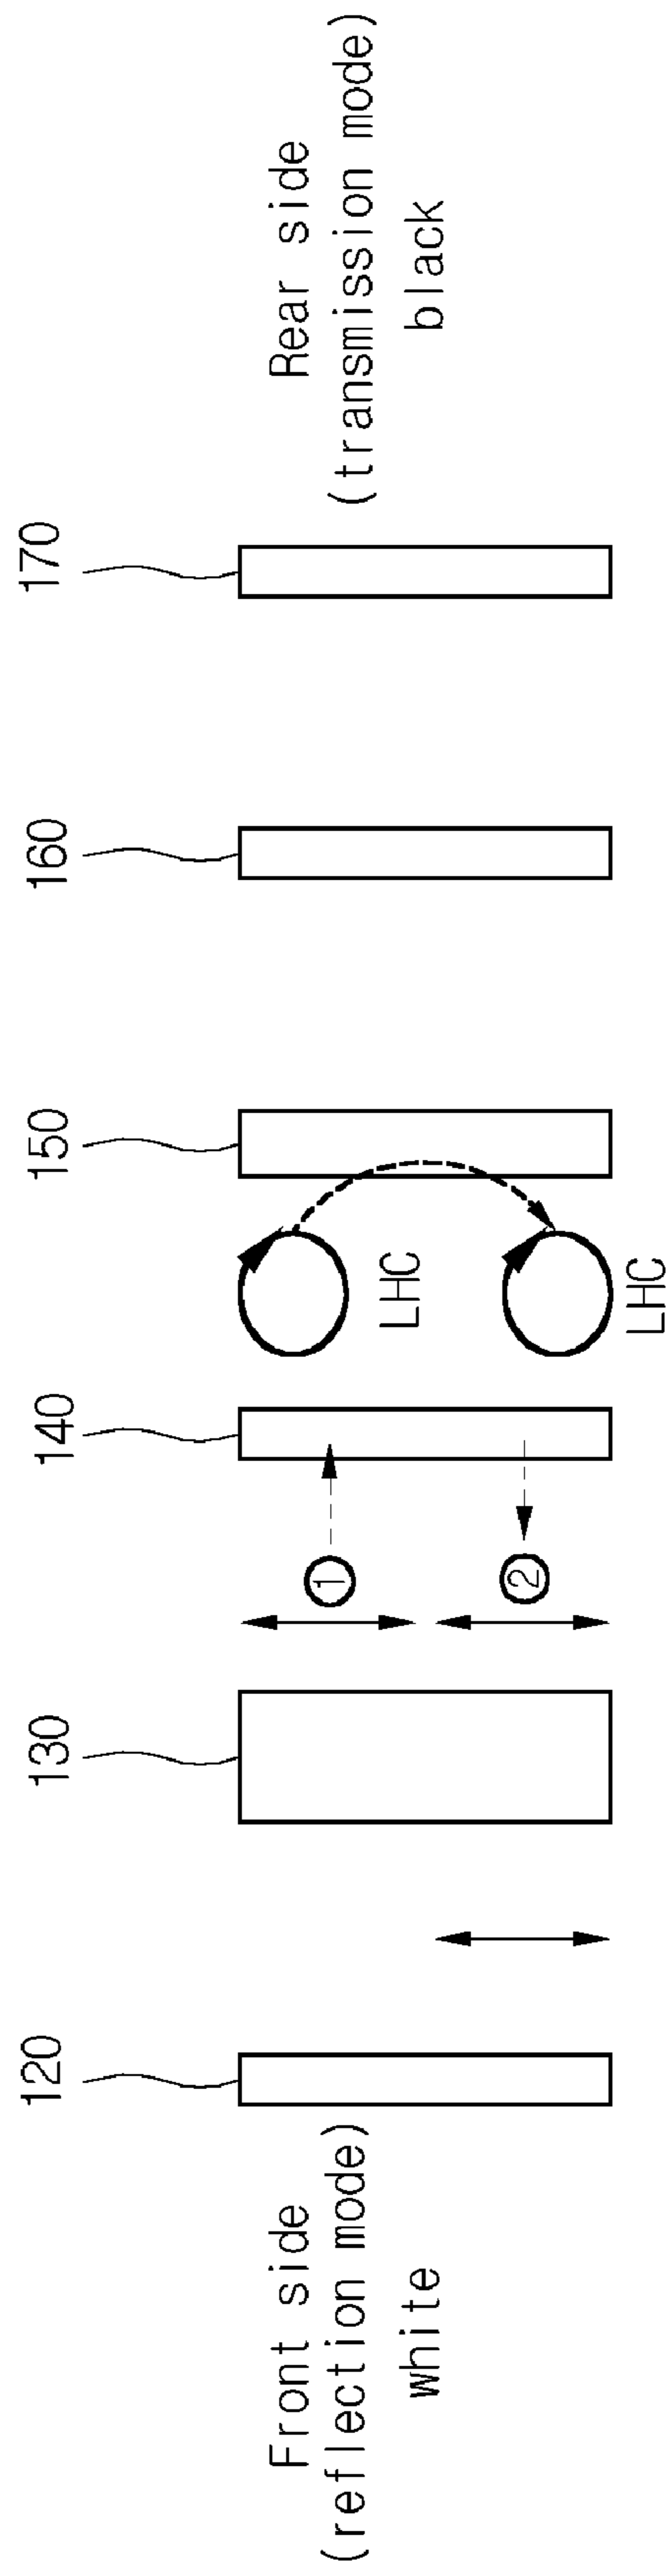 120
130
140
150
160
170
Front side
(reflection mode)
white
①
②
LHC
LHC
Rear side
(transmission mode)
black